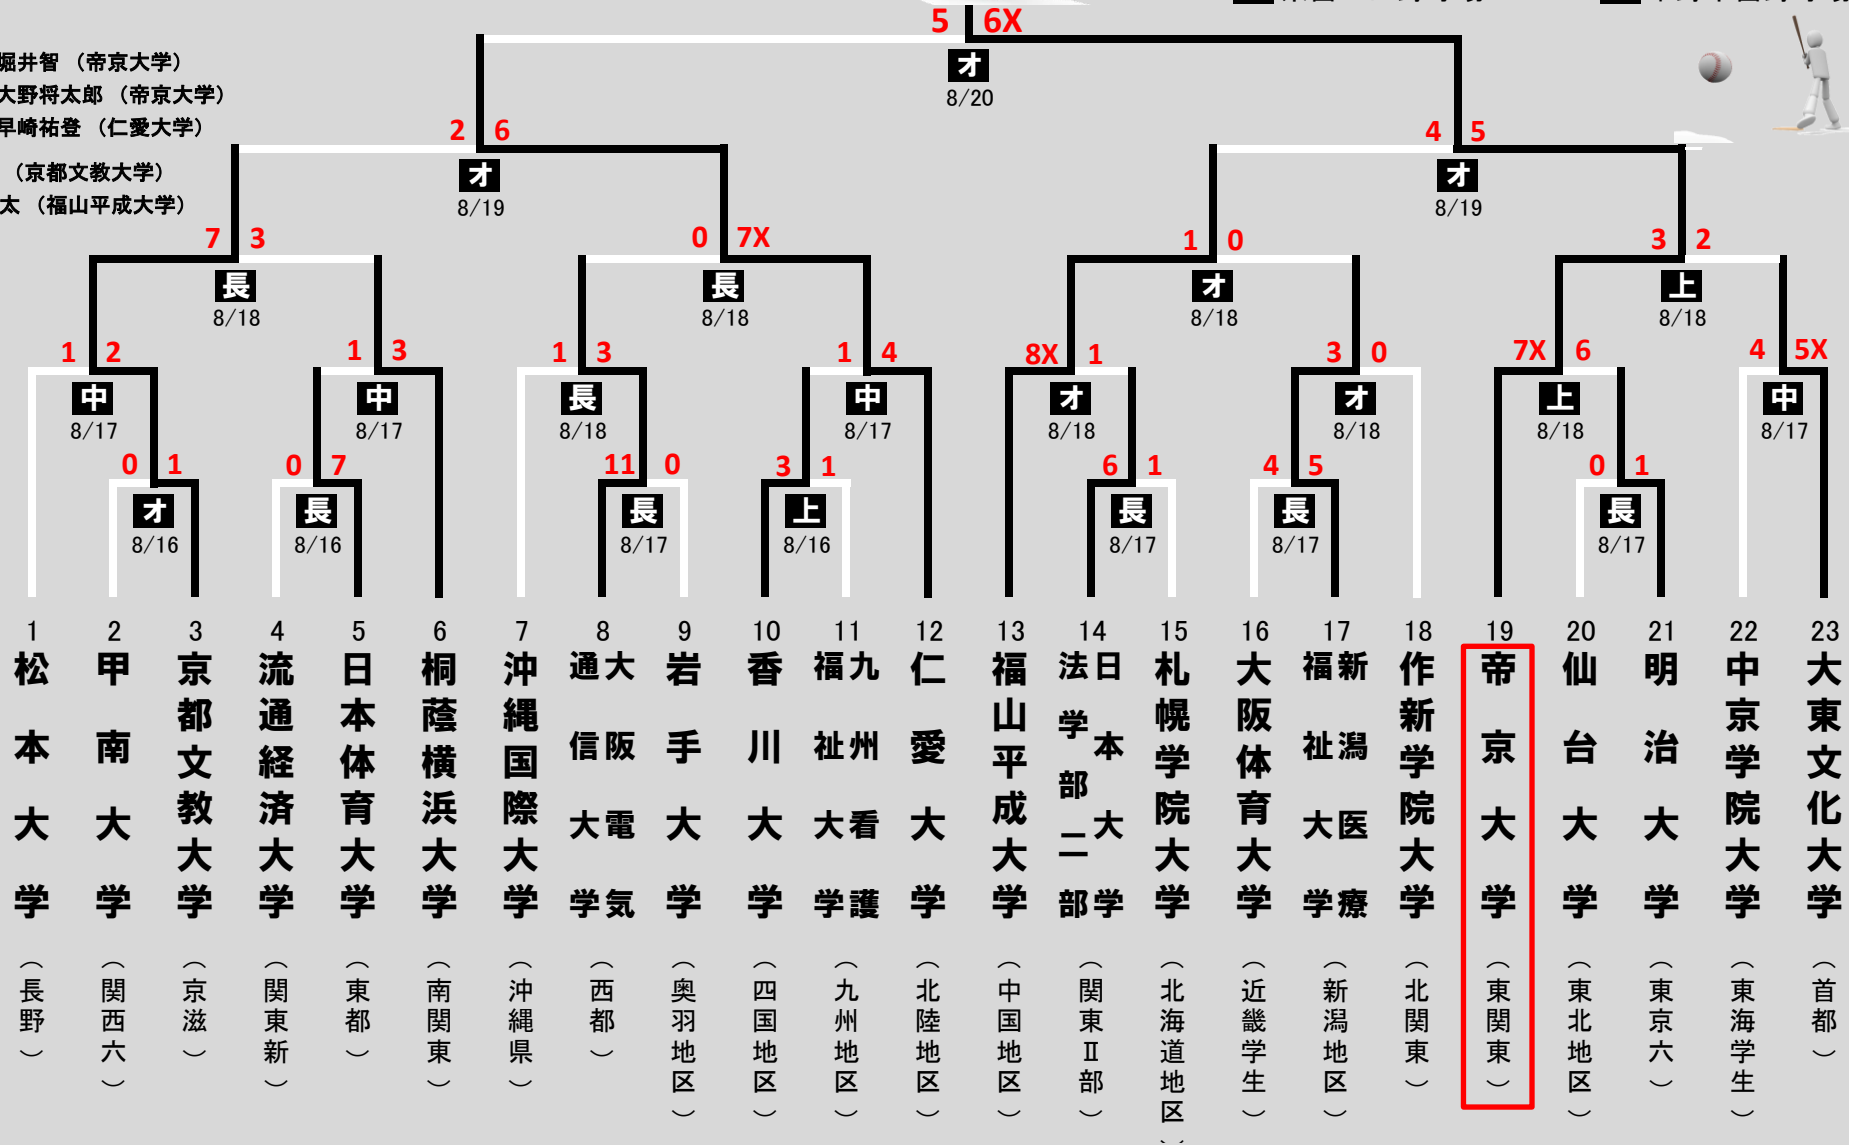 5 6X
オ
8/20
堀井智 （帝京大学）
大野将太郎 （帝京大学）
早崎祐登 （仁愛大学）
（京都文教大学）
太 （福山平成大学）
2 6
オ
8/19
4 5
オ
8/19
7 3
長
8/18
0 7X
長
8/18
1 0
オ
8/18
3 2
上
8/18
1 2
中
8/17
1 3
中
8/17
1 3
長
8/18
1 4
中
8/17
8X 1
オ
8/18
3 0
オ
8/18
7X 6
上
8/18
4 5X
中
8/17
0 1
オ
8/16
0 7
長
8/16
11 0
長
8/17
3 1
上
8/16
6 1
長
8/17
4 5
長
8/17
0 1
長
8/17
1
松本大学
（長野）
2
甲南大学
（関西六）
3
京都文教大学
（京滋）
4
流通経済大学
（関東新）
5
日本体育大学
（東都）
6
桐蔭横浜大学
（南関東）
7
沖縄国際大学
（沖縄県）
8
大阪電気
通信大学
（西都）
9
岩手大学
（奥羽地区）
10
香川大学
（四国地区）
11
九州看護
福祉大学
（九州地区）
12
仁愛大学
（北陸地区）
13
福山平成大学
（中国地区）
14
日本大学
法学部二部
（関東Ⅱ部）
15
札幌学院大学
（北海道地区）
16
大阪体育大学
（近畿学生）
17
新潟医療
福祉大学
（新潟地区）
18
作新学院大学
（北関東）
19
帝京大学
（東関東）
20
仙台大学
（東北地区）
21
明治大学
（東京六）
22
中京学院大学
（東海学生）
23
大東文化大学
（首都）